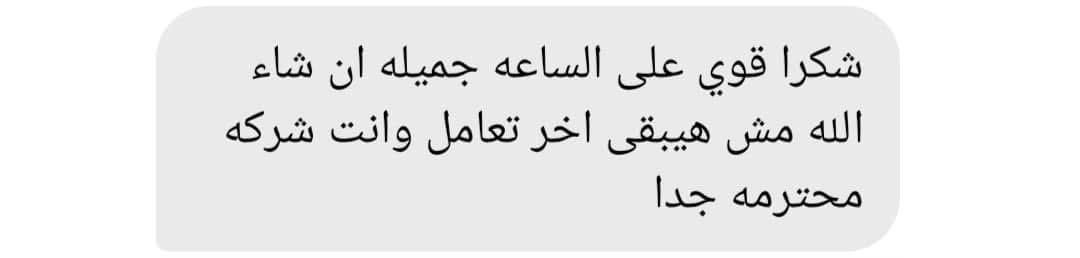 شكرا قوي على الساعه جميله ان شاء
الله مش هيبقى اخر تعامل وانت شركه
محترمه جدا